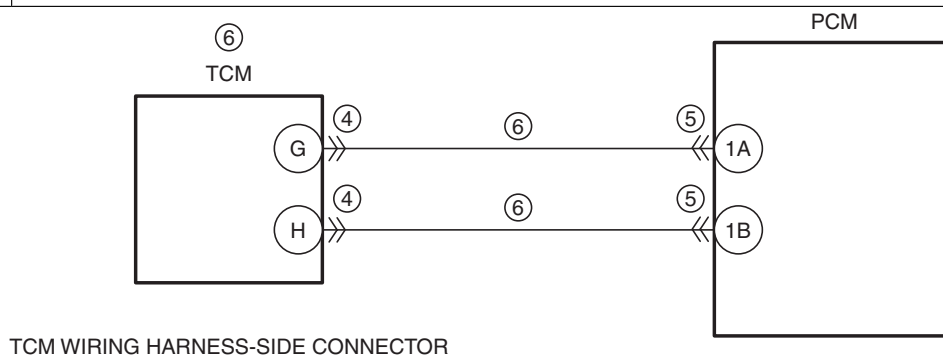 PCM
⑥
TCM
④ ⑥ ⑤
G 1A
④ ⑥ ⑤
H 1B
TCM WIRING HARNESS-SIDE CONNECTOR